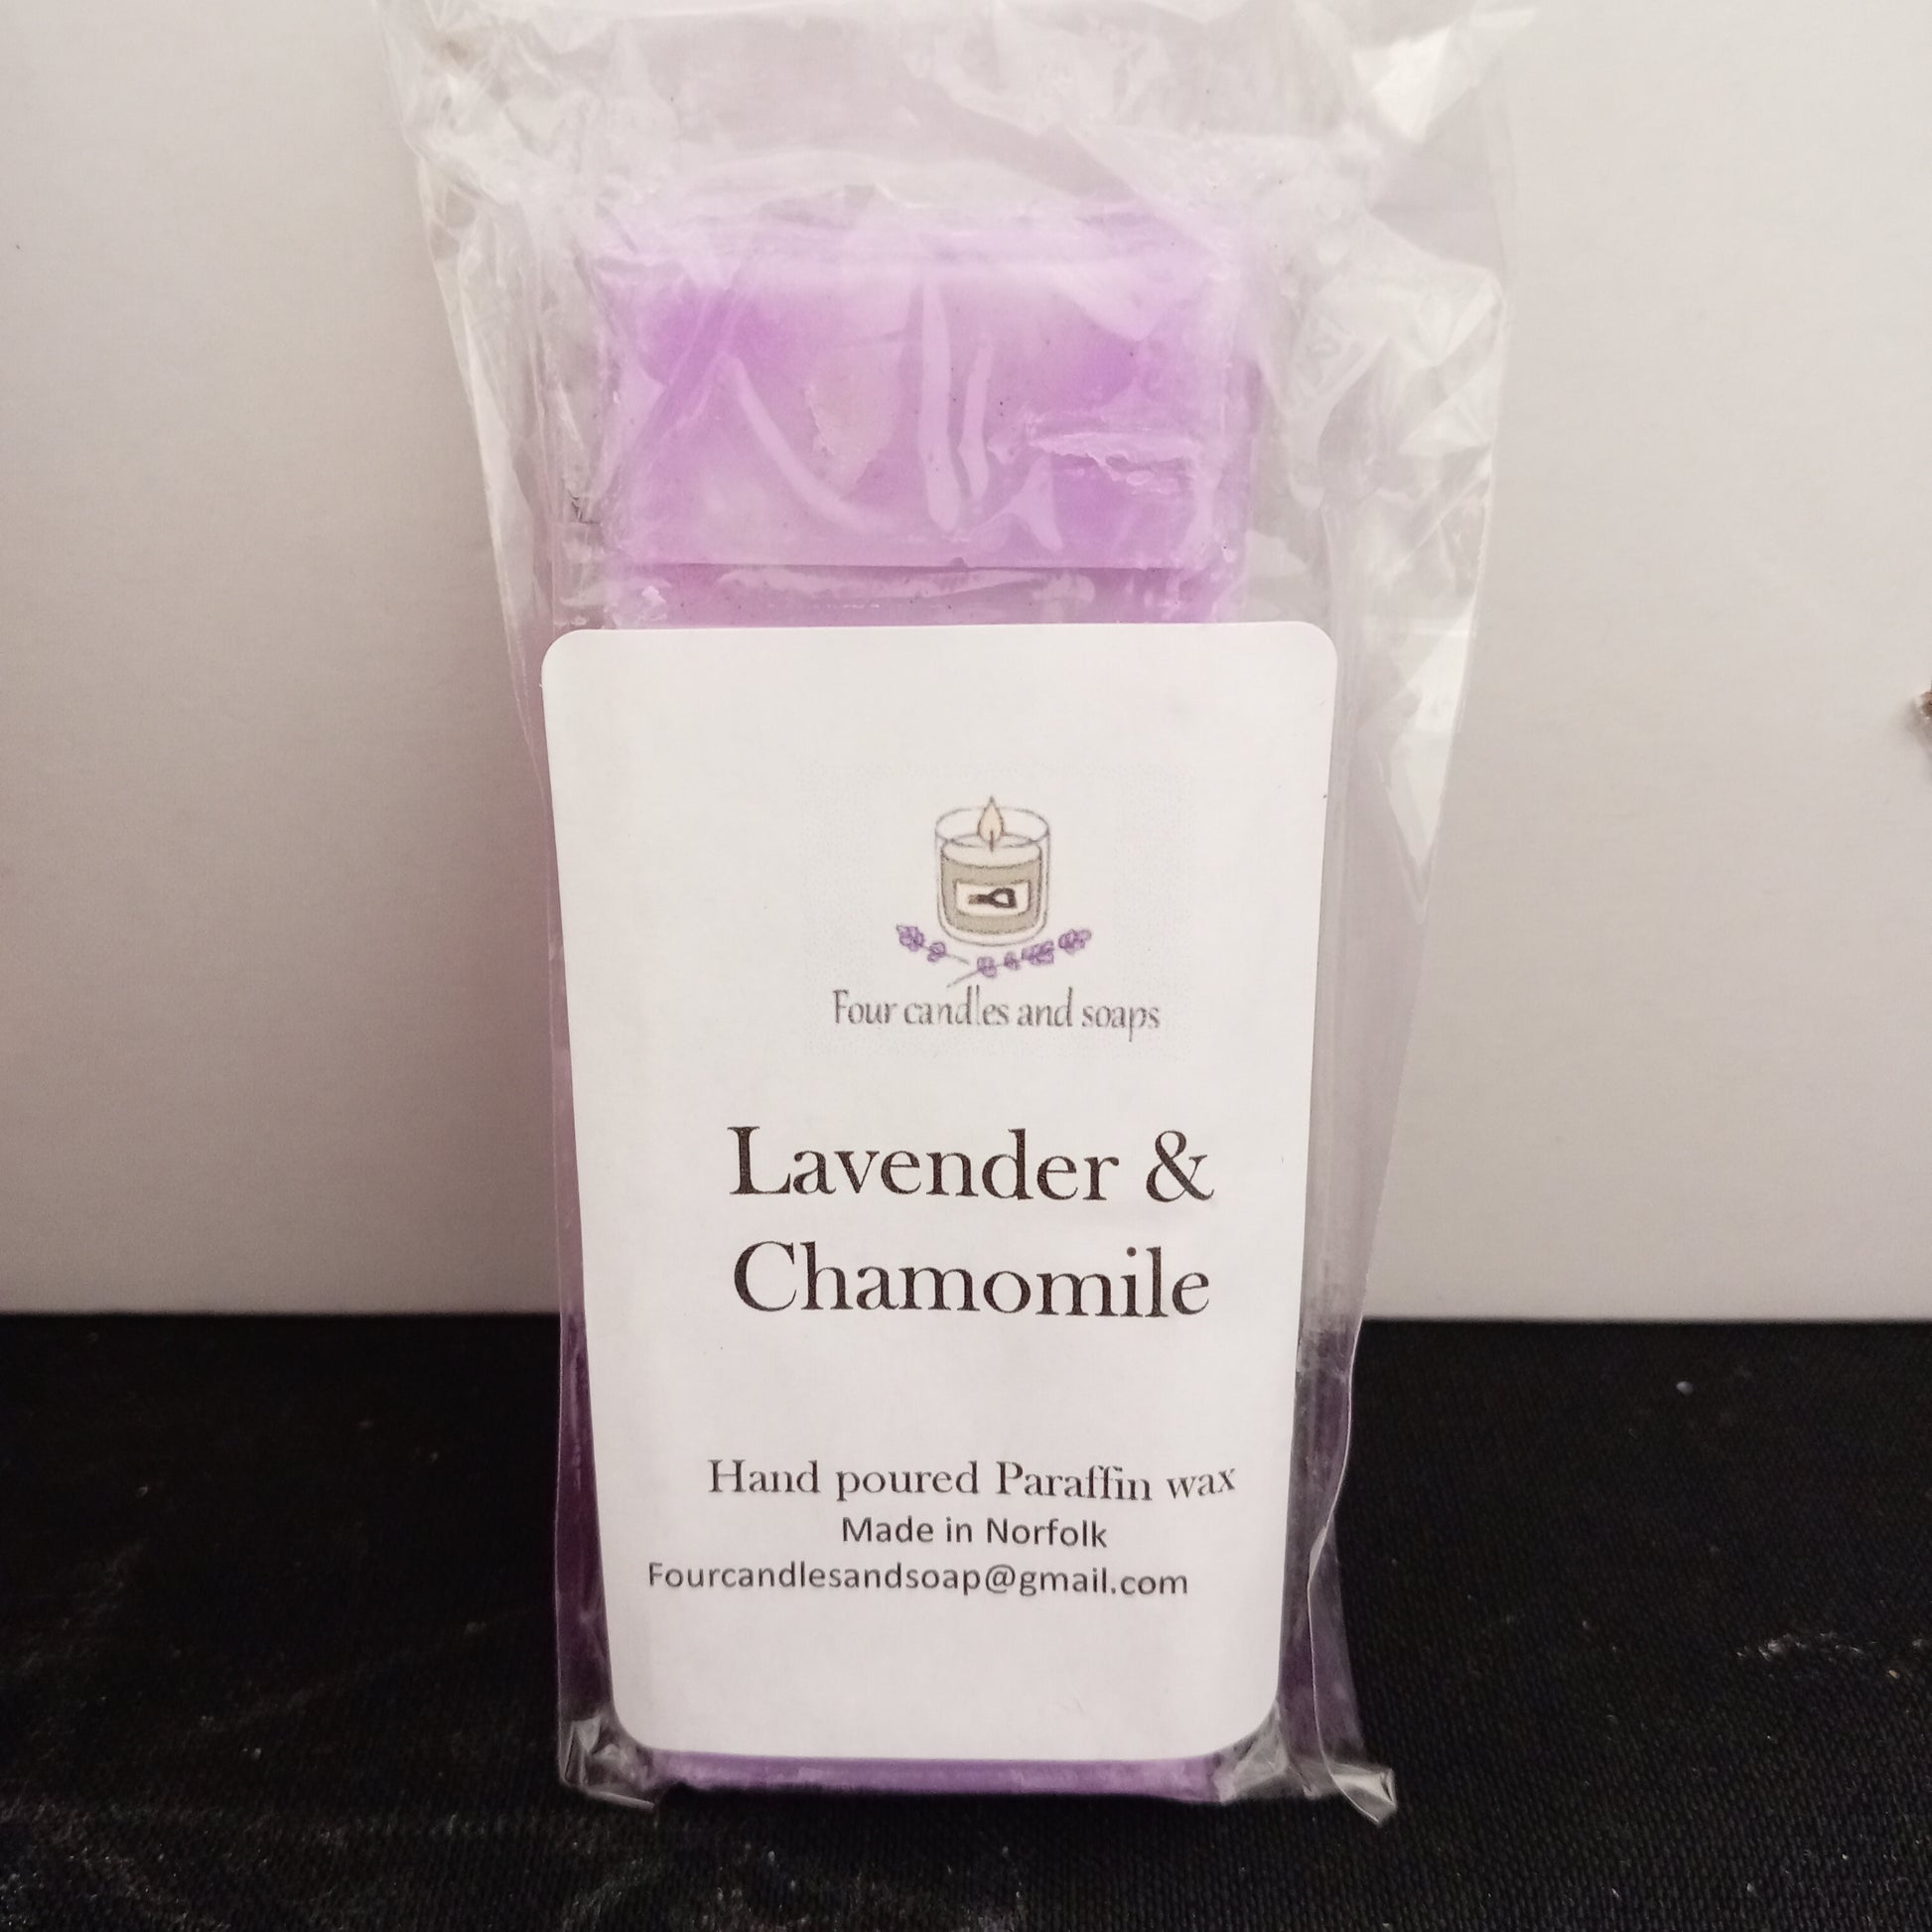 Four candles and soaps
Lavender &
Chamomile
Hand poured Paraffin wax
Made in Norfolk
Fourcandlesandsoap@gmail.com